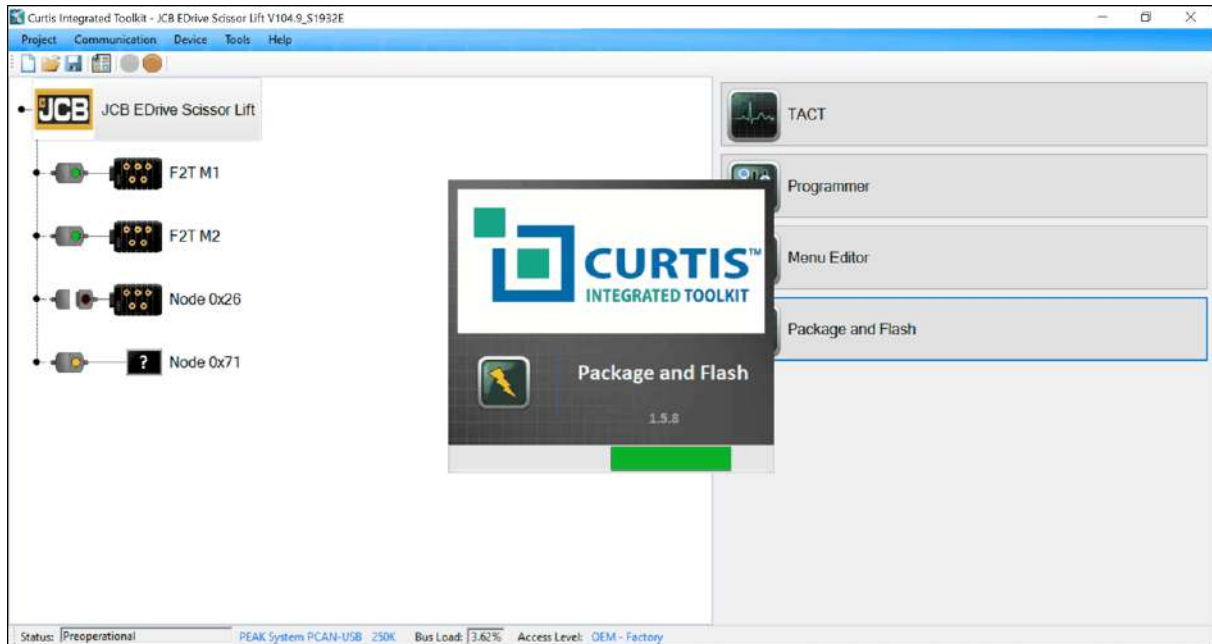 Curtis Integrated Toolkit - JCB EDrive Scissor Lift V104.9_S1932E
Project Communication Device Tools Help
JCB JCB EDrive Scissor Lift
F2T M1
F2T M2
Node 0x26
? Node 0x71
TACT
Programmer
Menu Editor
Package and Flash
CURTIS™
INTEGRATED TOOLKIT
Package and Flash
1.5.8
Status: Preoperational PEAK System PCAN-USB 250K Bus Load: 3.62% Access Level: OEM - Factory